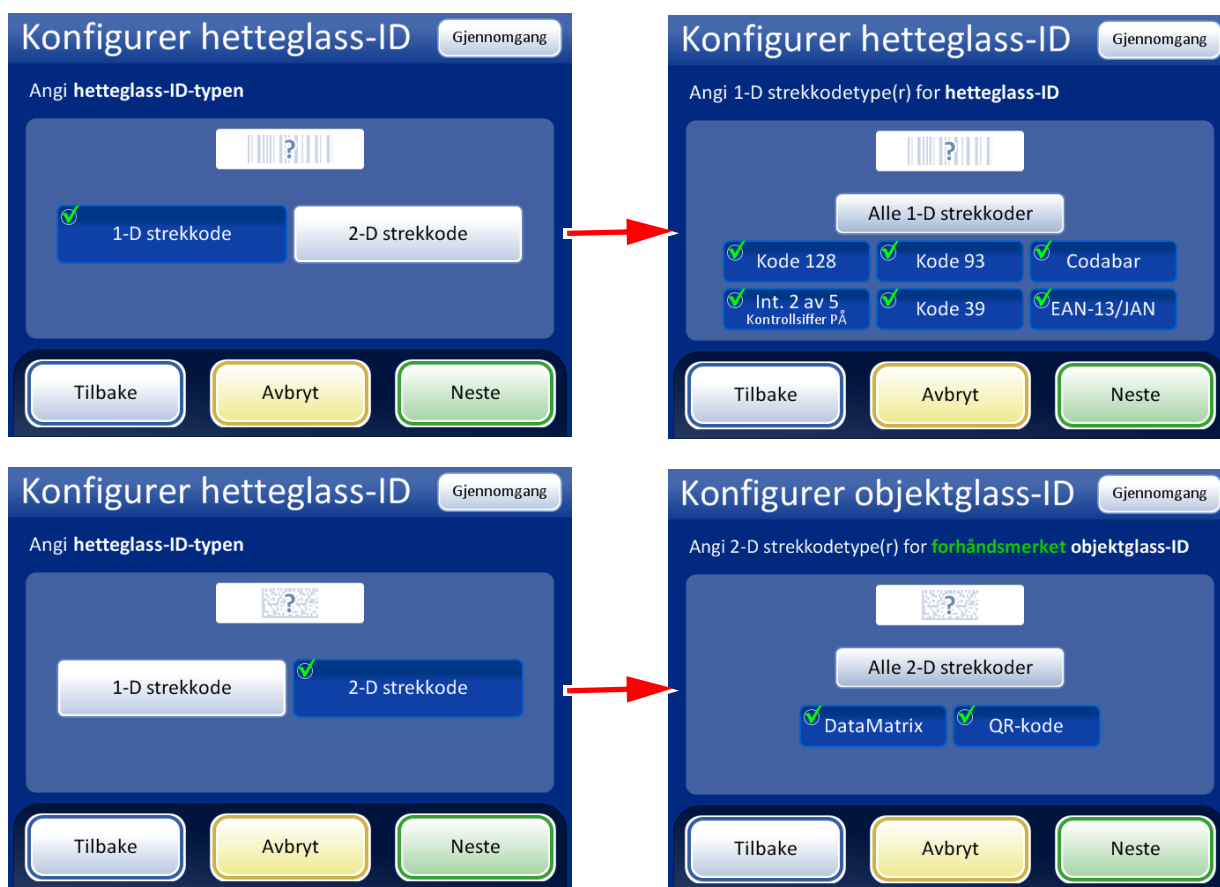 Konfigurer hetteglass-ID
Gjennomgang
Angi hetteglass-ID-typen
?
1-D strekkode
2-D strekkode
Tilbake
Avbryt
Neste
Konfigurer hetteglass-ID
Gjennomgang
Angi 1-D strekkodetype(r) for hetteglass-ID
?
Alle 1-D strekkoder
Kode 128
Kode 93
Codabar
Int. 2 av 5
Kontrollsiffer PÅ
Kode 39
EAN-13/JAN
Tilbake
Avbryt
Neste
Konfigurer hetteglass-ID
Gjennomgang
Angi hetteglass-ID-typen
?
1-D strekkode
2-D strekkode
Tilbake
Avbryt
Neste
Konfigurer objektglass-ID
Gjennomgang
Angi 2-D strekkodetype(r) for forhåndsmerket objektglass-ID
?
Alle 2-D strekkoder
DataMatrix
QR-kode
Tilbake
Avbryt
Neste